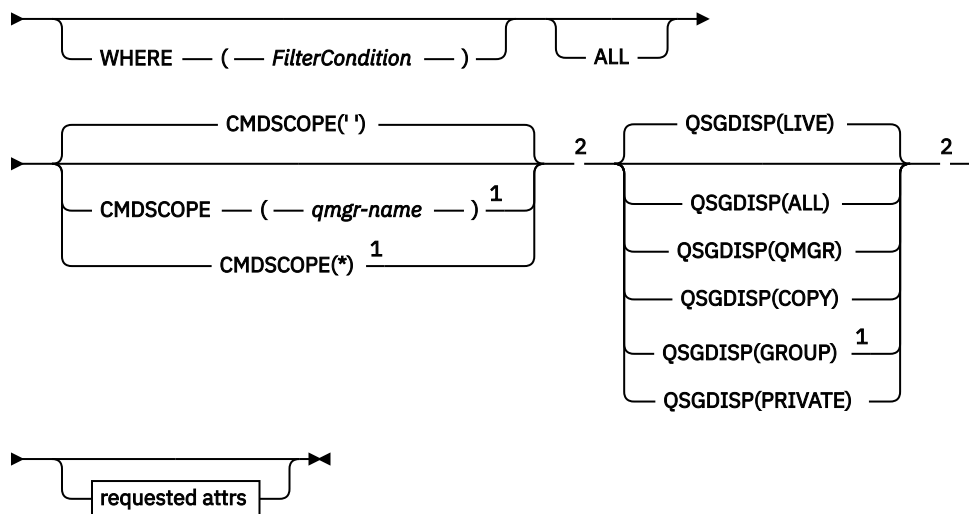 WHERE ( FilterCondition )
ALL
CMDSCOPE(' ')
CMDSCOPE ( qmgr-name ) 1
CMDSCOPE(*) 1
2
QSGDISP(LIVE)
QSGDISP(ALL)
QSGDISP(QMGR)
QSGDISP(COPY)
QSGDISP(GROUP) 1
QSGDISP(PRIVATE)
2
requested attrs